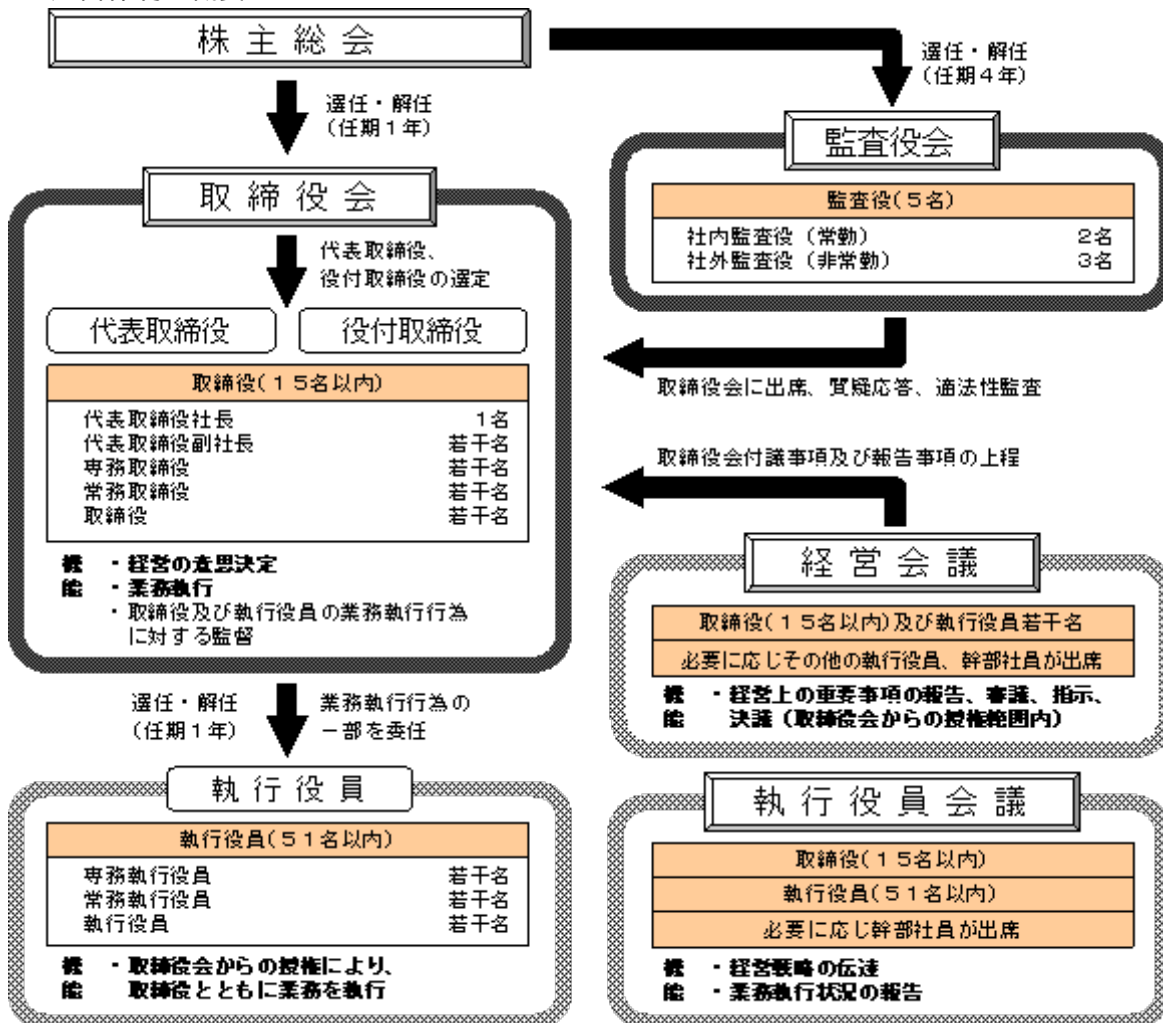 株主総会
選任・解任
(任期1年)
選任・解任
(任期4年)
監査役会
監査役(5名)
社内監査役(常勤) 2名
社外監査役(非常勤) 3名
取締役会
代表取締役、
役付取締役の選定
代表取締役
役付取締役
取締役(15名以内)
代表取締役社長 1名
代表取締役副社長 若干名
専務取締役 若干名
常務取締役 若干名
取締役 若干名
機能
・経営の意思決定
・業務執行
・取締役及び執行役員の業務執行行為
に対する監督
取締役会に出席、質疑応答、適法性監査
取締役会付議事項及び報告事項の上程
経営会議
取締役(15名以内)及び執行役員若干名
必要に応じその他の執行役員、幹部社員が出席
機能
・経営上の重要事項の報告、審議、指示、
決議(取締役会からの授権範囲内)
選任・解任
(任期1年)
業務執行行為の
一部を委任
執行役員
執行役員(51名以内)
専務執行役員 若干名
常務執行役員 若干名
執行役員 若干名
機能
・取締役会からの授権により、
取締役とともに業務を執行
執行役員会議
取締役(15名以内)
執行役員(51名以内)
必要に応じ幹部社員が出席
機能
・経営戦略の伝達
・業務執行状況の報告